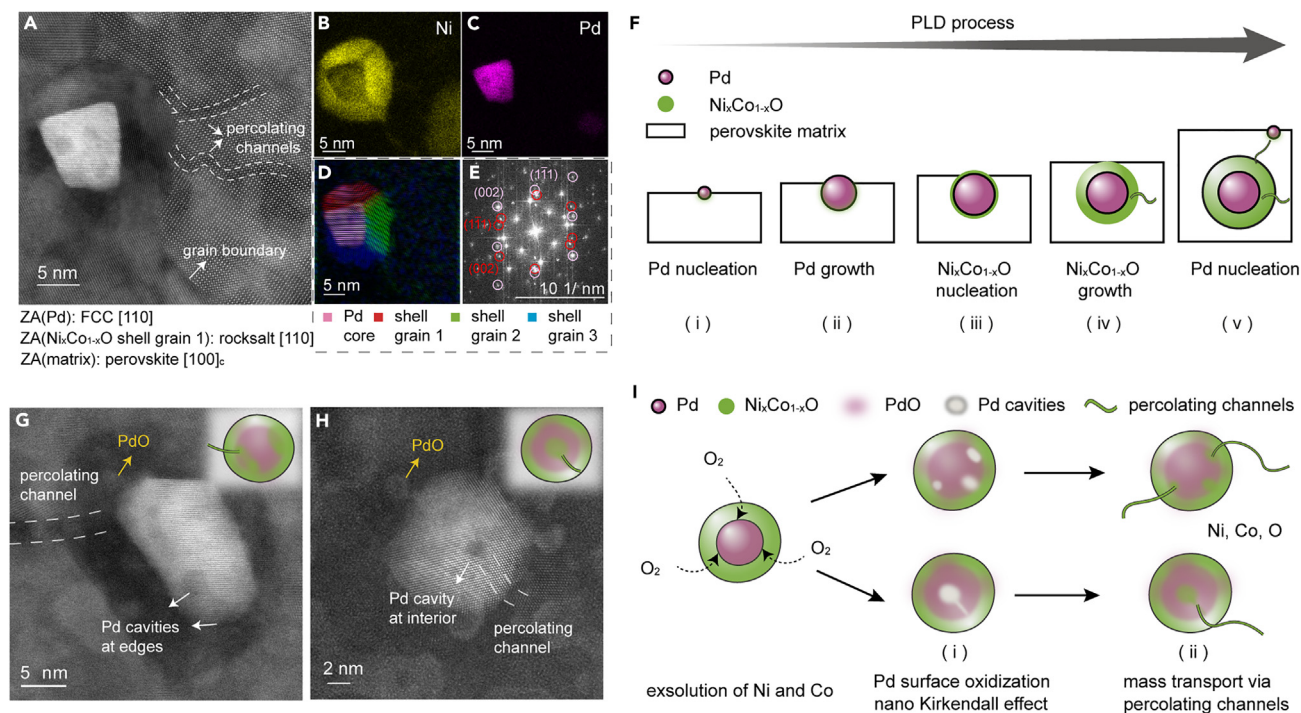 A
percolating
channels
grain boundary
5 nm
B
Ni
5 nm
C
Pd
5 nm
D
5 nm
E
(111)
(002)
(111)
(002)
10 1/ nm
ZA(Pd): FCC [110]
ZA(NiₓCo₁₋ₓO shell grain 1): rocksalt [110]
ZA(matrix): perovskite [100]c
Pd
core
shell
grain 1
shell
grain 2
shell
grain 3
F
PLD process
Pd
NiₓCo₁₋ₓO
perovskite matrix
Pd nucleation
Pd growth
NiₓCo₁₋ₓO
nucleation
NiₓCo₁₋ₓO
growth
Pd nucleation
( i )
( ii )
( iii )
( iv )
( v )
G
PdO
percolating
channel
Pd cavities
at edges
5 nm
H
PdO
Pd cavity
at interior
percolating
channel
2 nm
I
Pd
NiₓCo₁₋ₓO
PdO
Pd cavities
percolating channels
O₂
O₂
O₂
Ni, Co, O
( i )
( ii )
exsolution of Ni and Co
Pd surface oxidization
nano Kirkendall effect
mass transport via
percolating channels